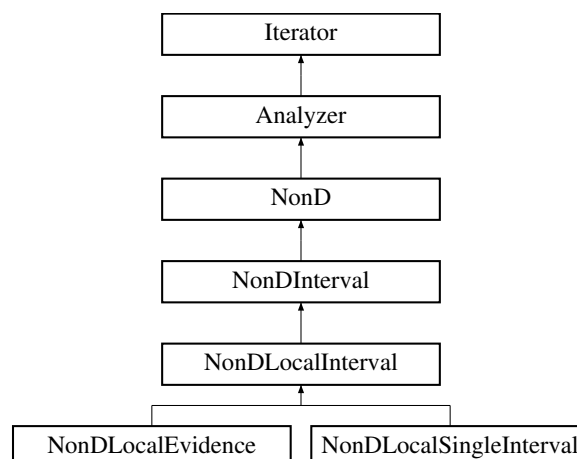 Iterator
Analyzer
NonD
NonDInterval
NonDLocalInterval
NonDLocalEvidence
NonDLocalSingleInterval